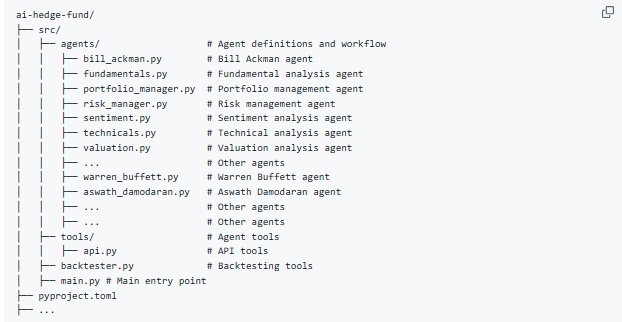 ai-hedge-fund/
├── src/
│   ├── agents/                   # Agent definitions and workflow
│   │   ├── bill_ackman.py        # Bill Ackman agent
│   │   ├── fundamentals.py       # Fundamental analysis agent
│   │   ├── portfolio_manager.py  # Portfolio management agent
│   │   ├── risk_manager.py       # Risk management agent
│   │   ├── sentiment.py          # Sentiment analysis agent
│   │   ├── technicals.py         # Technical analysis agent
│   │   ├── valuation.py          # Valuation analysis agent
│   │   ├── ...                   # Other agents
│   │   ├── warren_buffett.py     # Warren Buffett agent
│   │   ├── aswath_damodaran.py   # Aswath Damodaran agent
│   │   ├── ...                   # Other agents
│   │   ├── ...                   # Other agents
│   ├── tools/                    # Agent tools
│   │   ├── api.py                # API tools
│   ├── backtester.py             # Backtesting tools
│   ├── main.py # Main entry point
├── pyproject.toml
├── ...